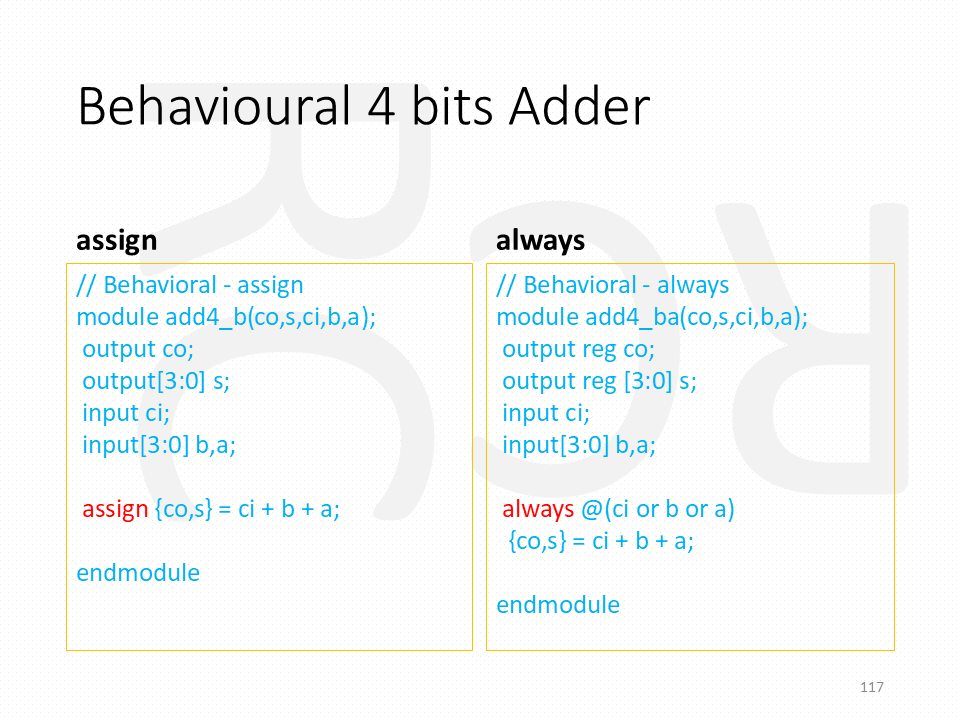 Behavioural 4 bits Adder
assign
// Behavioral - assign
module add4_b(co,s,ci,b,a);
output co;
output[3:0] s;
input ci;
input[3:0] b,a;
assign {co,s} = ci + b + a;
endmodule
always
// Behavioral - always
module add4_ba(co,s,ci,b,a);
output reg co;
output reg [3:0] s;
input ci;
input[3:0] b,a;
always @(ci or b or a)
{co,s} = ci + b + a;
endmodule
117